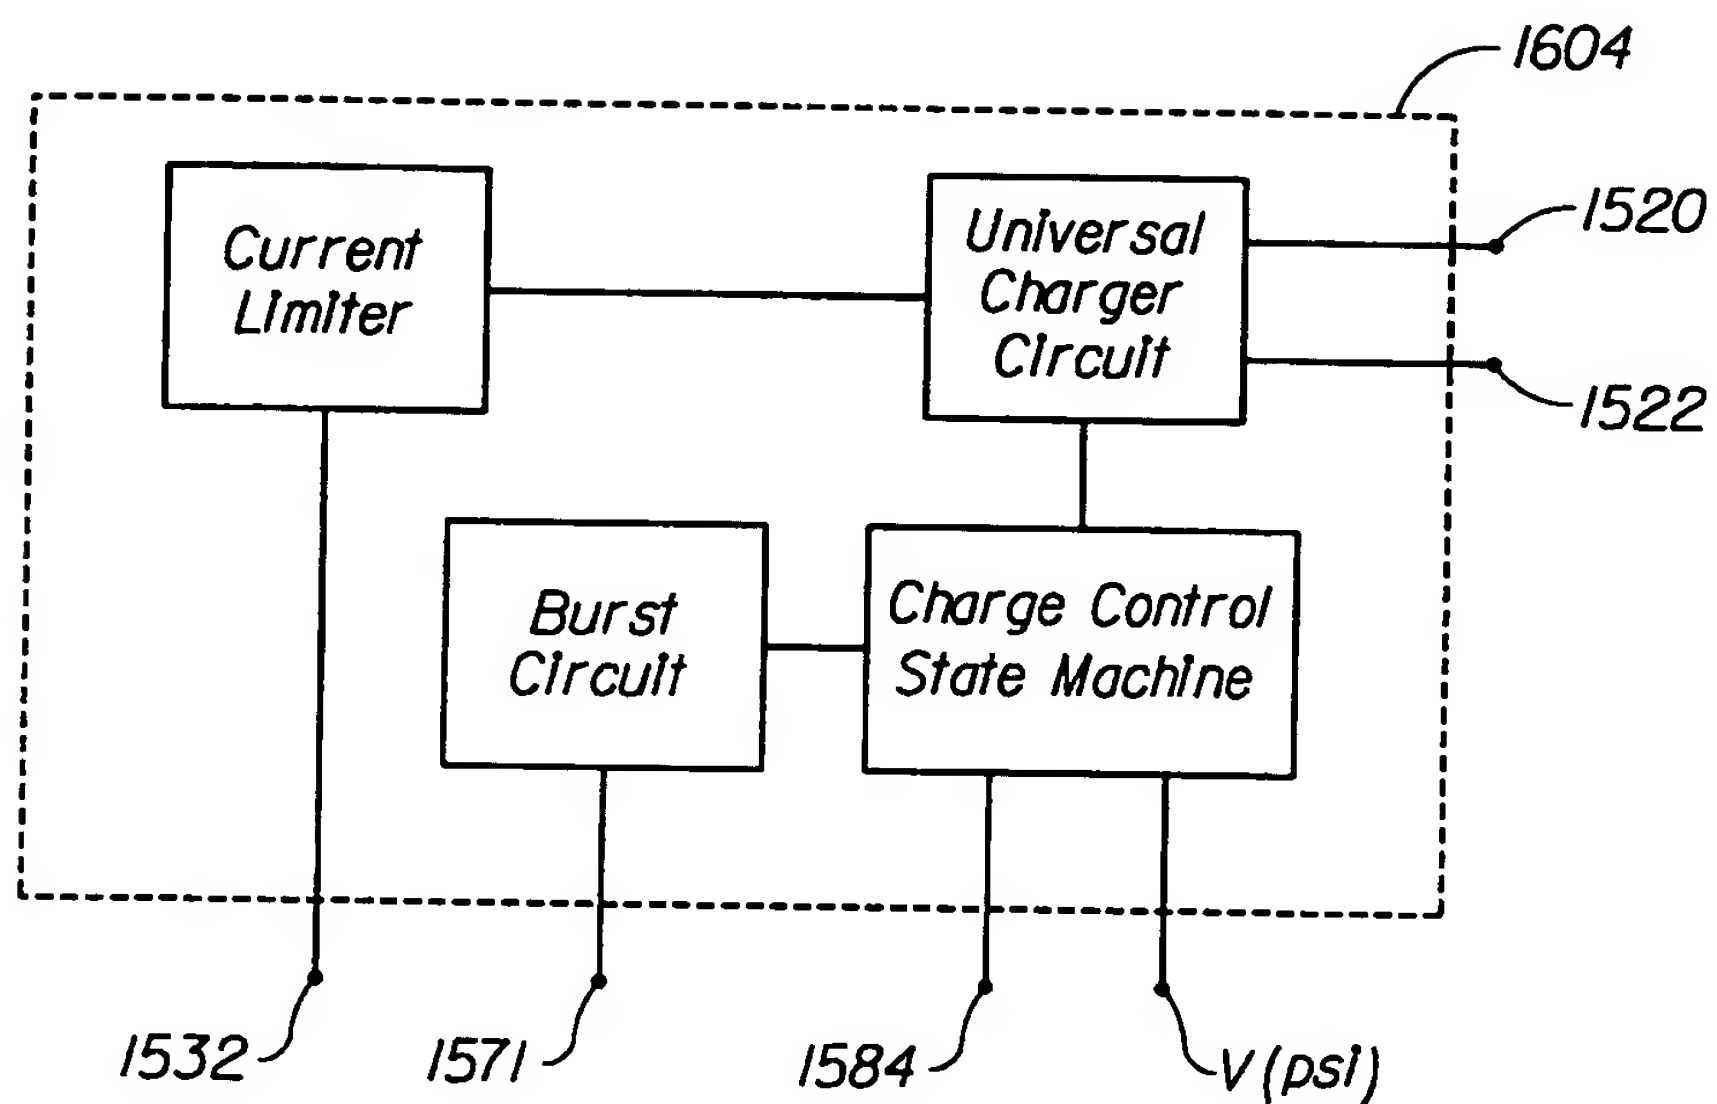 1604
Current
Limiter
Universal
Charger
Circuit
1520
1522
Burst
Circuit
Charge Control
State Machine
1532
1571
1584
V(psi)